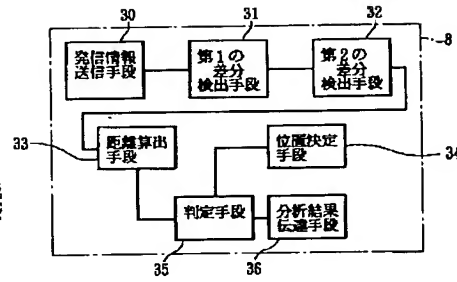 30
31
32
8
発信情報
送信手段
第1の
差分
検出手段
第2の
差分
検出手段
33
距離算出
手段
位置決定
手段
34
判定手段
分析結果
伝達手段
35
36